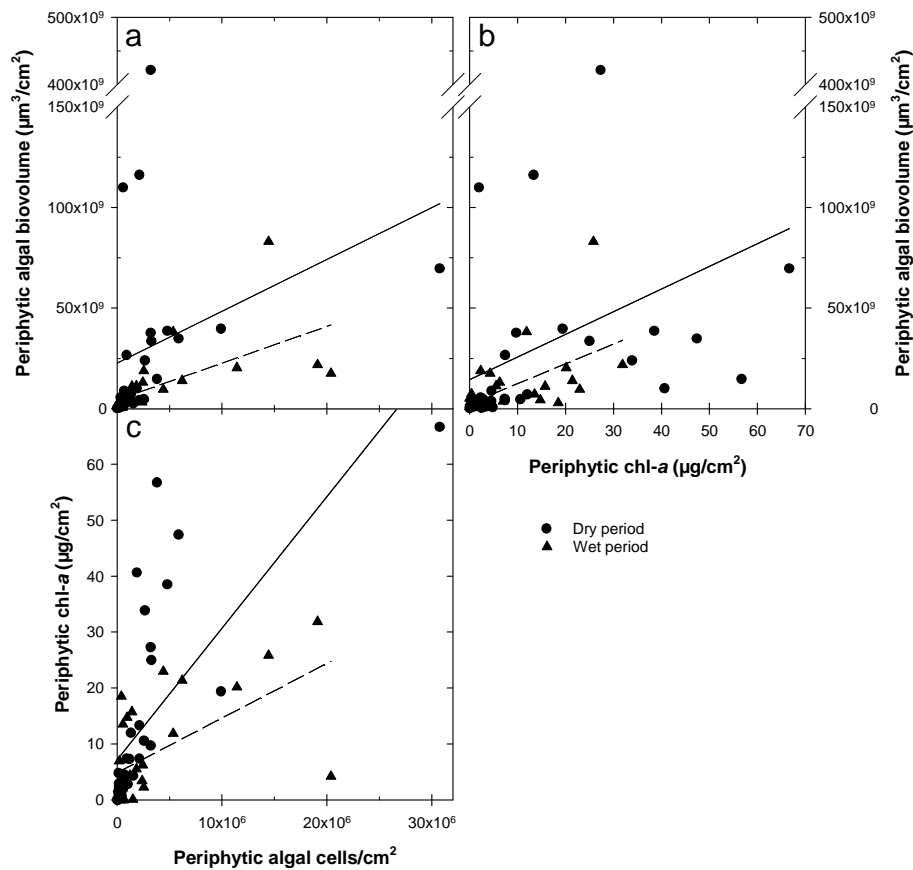 a
b
500x10⁹
400x10⁹
150x10⁹
100x10⁹
50x10⁹
0
Periphytic algal biovolume (µm³/cm²)
500x10⁹
400x10⁹
150x10⁹
100x10⁹
50x10⁹
0
Periphytic algal biovolume (µm³/cm²)
0 10 20 30 40 50 60 70
Periphytic chl-a (µg/cm²)
Dry period
Wet period
c
60
50
40
30
20
10
0
Periphytic chl-a (µg/cm²)
0 10x10⁶ 20x10⁶ 30x10⁶
Periphytic algal cells/cm²